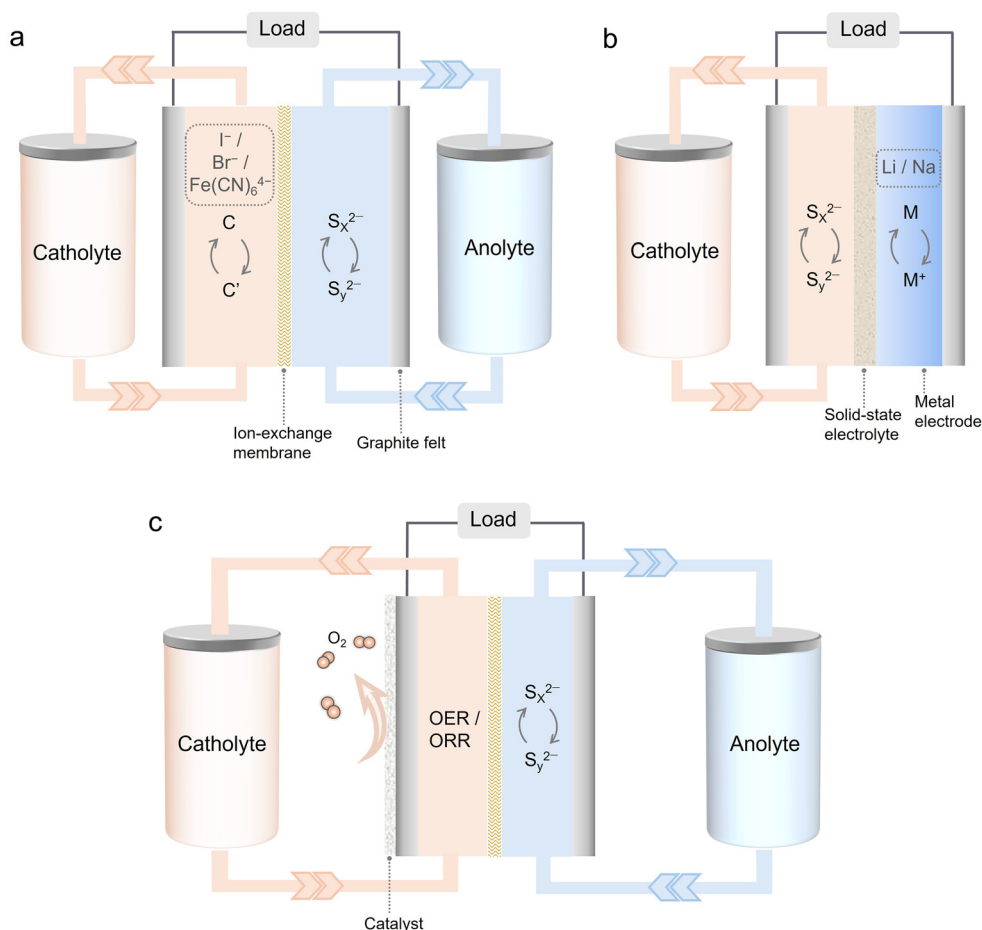 a
Load
I⁻ /
Br⁻ /
Fe(CN)₆⁴⁻
C
C'
Sₓ²⁻
Sᵧ²⁻
Catholyte
Anolyte
Ion-exchange
membrane
Graphite felt
b
Load
Li / Na
Sₓ²⁻
Sᵧ²⁻
M
M⁺
Catholyte
Solid-state
electrolyte
Metal
electrode
c
Load
O₂
OER /
ORR
Sₓ²⁻
Sᵧ²⁻
Catholyte
Anolyte
Catalyst